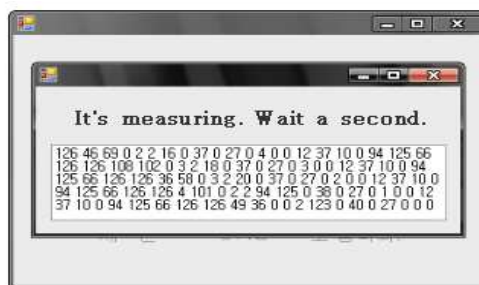 It's measuring. Wait a second.
126 46 69 0 2 2 16 0 37 0 27 0 4 0 0 12 37 10 0 94 125 66
126 126 108 102 0 3 2 18 0 37 0 27 0 3 0 0 12 37 10 0 94
125 66 126 126 36 58 0 3 2 20 0 37 0 27 0 2 0 0 12 37 10 0
94 125 66 126 126 4 101 0 2 2 94 125 0 38 0 27 0 1 0 0 12
37 10 0 94 125 66 126 126 49 36 0 0 2 123 0 40 0 27 0 0 0